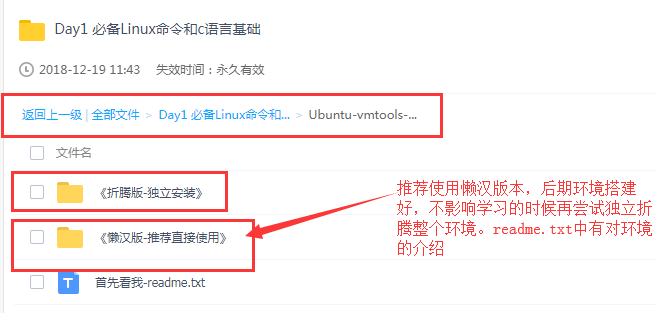 Day1 必备Linux命令和c语言基础
2018-12-19 11:43 失效时间：永久有效
返回上一级 | 全部文件 > Day1 必备Linux命令和... > Ubuntu-vmtools-...
文件名
《折腾版-独立安装》
《懒汉版-推荐直接使用》
首先看我-readme.txt
推荐使用懒汉版本，后期环境搭建
好，不影响学习的时候再尝试独立折
腾整个环境。readme.txt中有对环境
的介绍